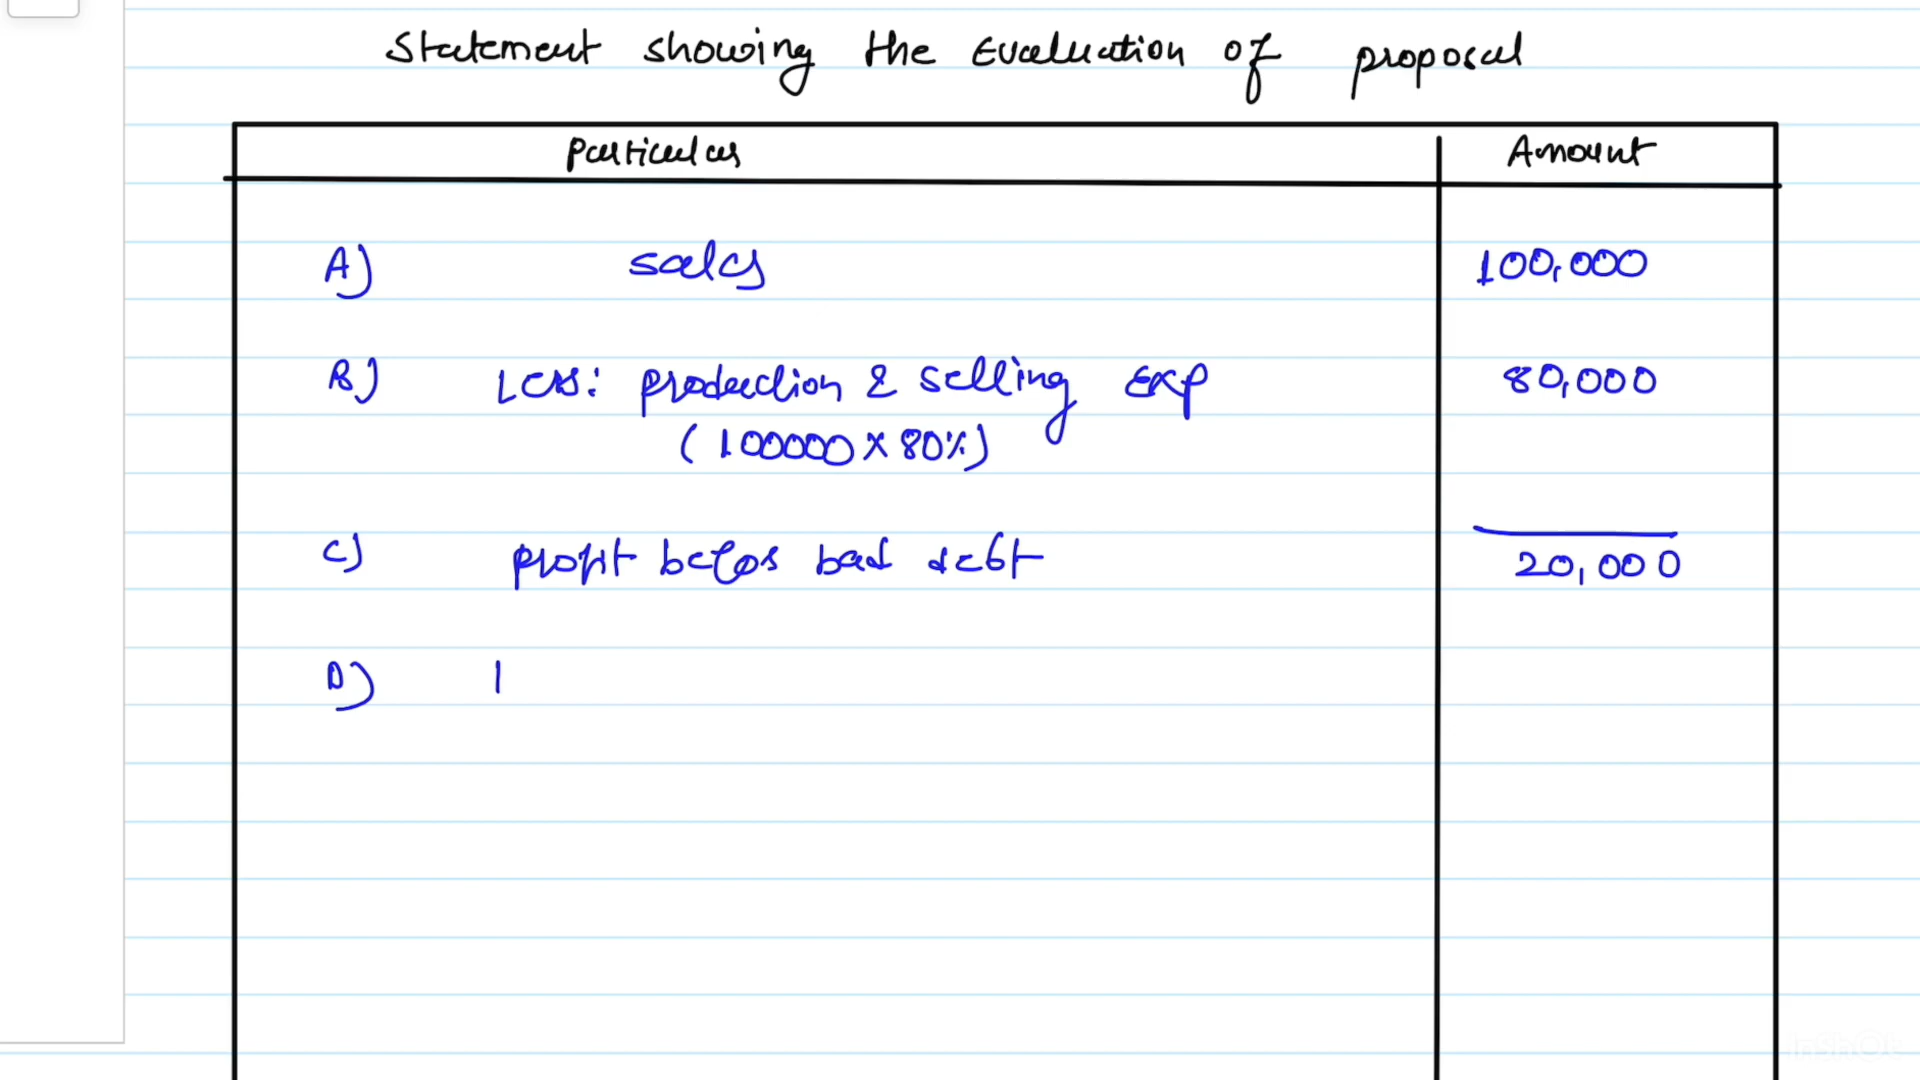 Statement showing the Evaluation of proposal
Particulars Amount
A) sales 100,000
B) Less: production & selling Exp 80,000
(100000 × 80%)
C) profit before bad debt 20,000
D) l